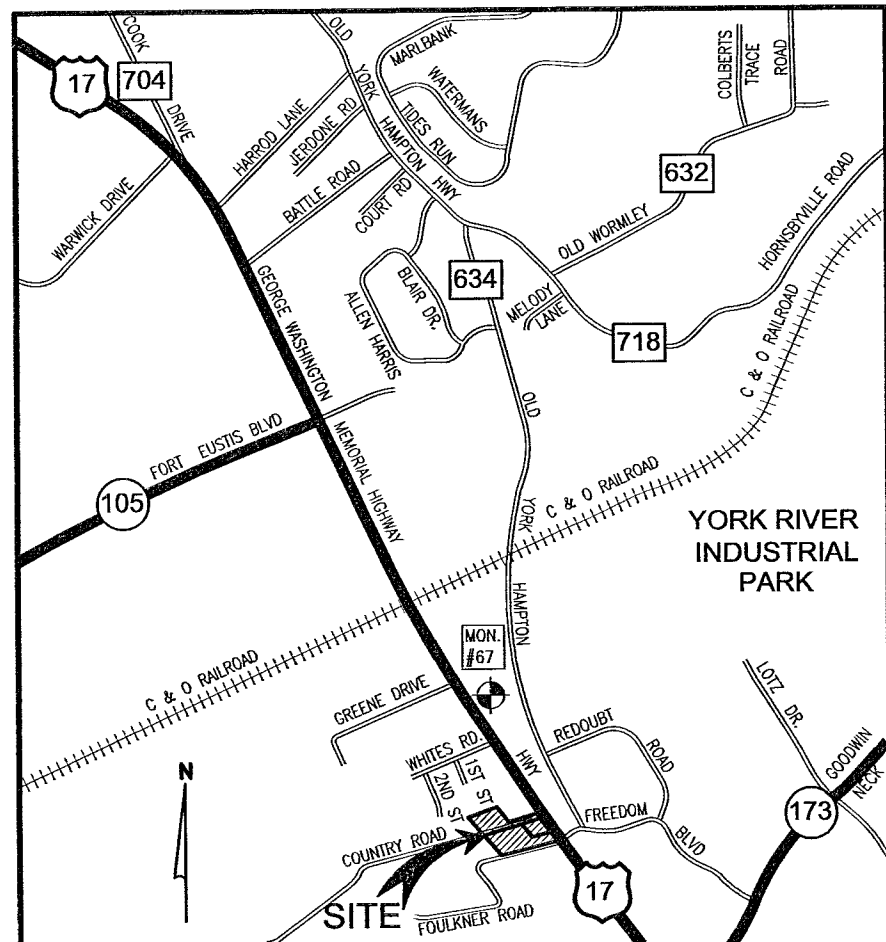 COOK
DRIVE
17
704
OLD
YORK
HAMPTON
HWY
MARLBANK
WATERMANS
TIDES RUN
COLBERTS
TRACE
ROAD
HARROD LANE
JERDONE RD
BATTLE ROAD
COURT RD
WARWICK DRIVE
632
OLD WORMLEY
HORNSBYVILLE ROAD
634
BLAIR DR.
ALLEN HARRIS
MELODY
LANE
718
GEORGE WASHINGTON
MEMORIAL HIGHWAY
C & O RAILROAD
FORT EUSTIS BLVD
105
OLD
YORK
HAMPTON
C & O RAILROAD
YORK RIVER
INDUSTRIAL
PARK
MON.
#67
C & O RAILROAD
GREENE DRIVE
WHITES RD.
1ST ST
2ND ST
HWY
REDOUBT
ROAD
LOTZ DR.
GOODWIN
NECK
173
N
FREEDOM
BLVD
COUNTRY ROAD
SITE
FOULKNER ROAD
17